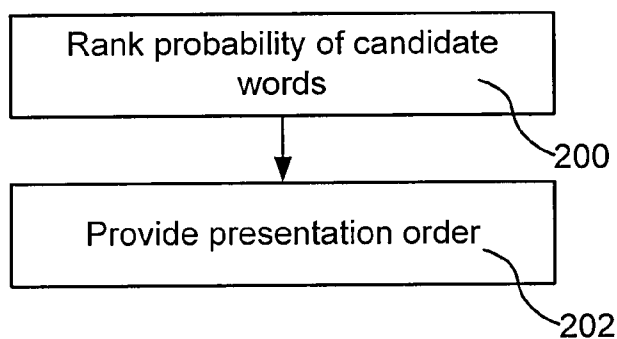 Rank probability of candidate
words
200
Provide presentation order
202